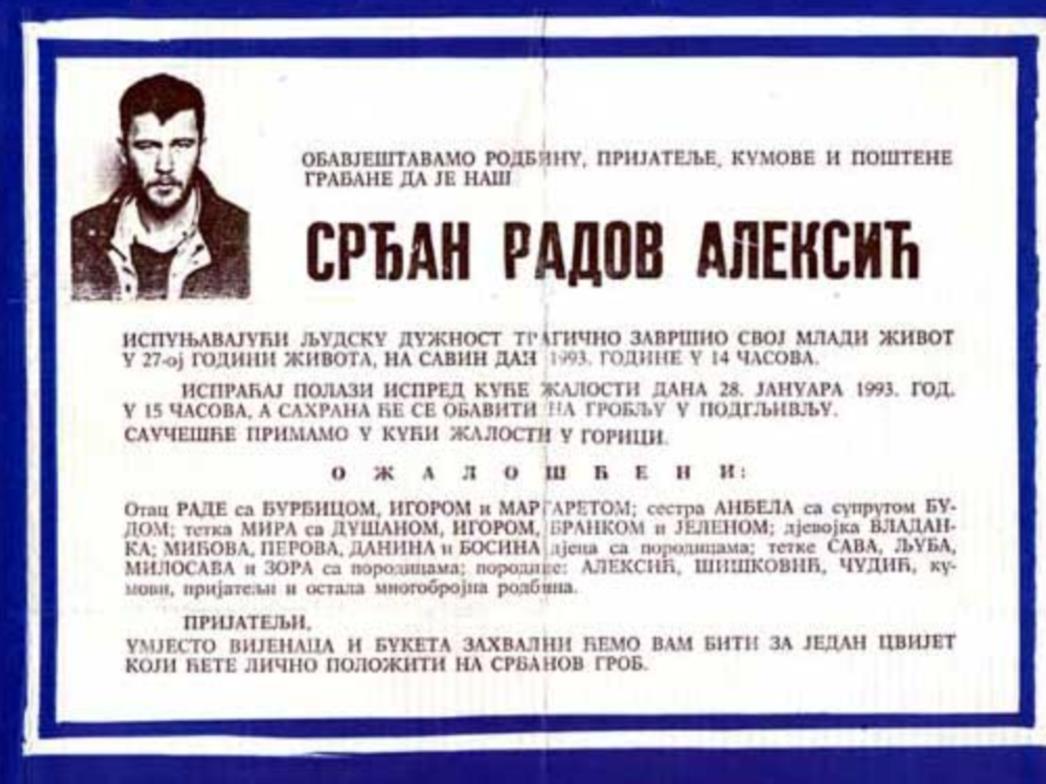 ОБАВЈЕШТАВАМО РОДБИНУ, ПРИЈАТЕЉЕ, КУМОВЕ И ПОШТЕНЕ
ГРАЂАНЕ ДА ЈЕ НАШ
СРЂАН РАДОВ АЛЕКСИЋ
ИСПУЊАВАЈУЋИ ЉУДСКУ ДУЖНОСТ ТРАГИЧНО ЗАВРШИО СВОЈ МЛАДИ ЖИВОТ
У 27-ој ГОДИНИ ЖИВОТА, НА САВИН ДАН 1993. ГОДИНЕ У 14 ЧАСОВА.
ИСПРАЋАЈ ПОЛАЗИ ИСПРЕД КУЋЕ ЖАЛОСТИ ДАНА 28. ЈАНУАРА 1993. ГОД.
У 15 ЧАСОВА, А САХРАНА ЋЕ СЕ ОБАВИТИ НА ГРОБЉУ У ПОДГЉИВЉУ.
САУЧЕШЋЕ ПРИМАМО У КУЋИ ЖАЛОСТИ У ГОРИЦИ.
О Ж А Л О Ш Ћ Е Н И:
Отац РАДЕ са ЂУРЂИЦОМ, ИГОРОМ и МАРГАРЕТОМ; сестра АНЂЕЛА са супругом БУ-
ДОМ; тетка МИРА са ДУШАНОМ, ИГОРОМ, БРАНКОМ и ЈЕЛЕНОМ; дјевојка ВЛАДАН-
КА; МИЋОВА, ПЕРОВА, ДАНИНА и БОСИНА дјеца са породицама; тетке САВА, ЉУБА,
МИЛОСАВА и ЗОРА са породицама; породице: АЛЕКСИЋ, ШИШКОВИЋ, ЧУДИЋ, ку-
мови, пријатељи и остала многобројна родбина.
ПРИЈАТЕЉИ,
УМЈЕСТО ВИЈЕНАЦА И БУКЕТА ЗАХВАЛНИ ЋЕМО ВАМ БИТИ ЗА ЈЕДАН ЦВИЈЕТ
КОЈИ ЋЕТЕ ЛИЧНО ПОЛОЖИТИ НА СРЂАНОВ ГРОБ.